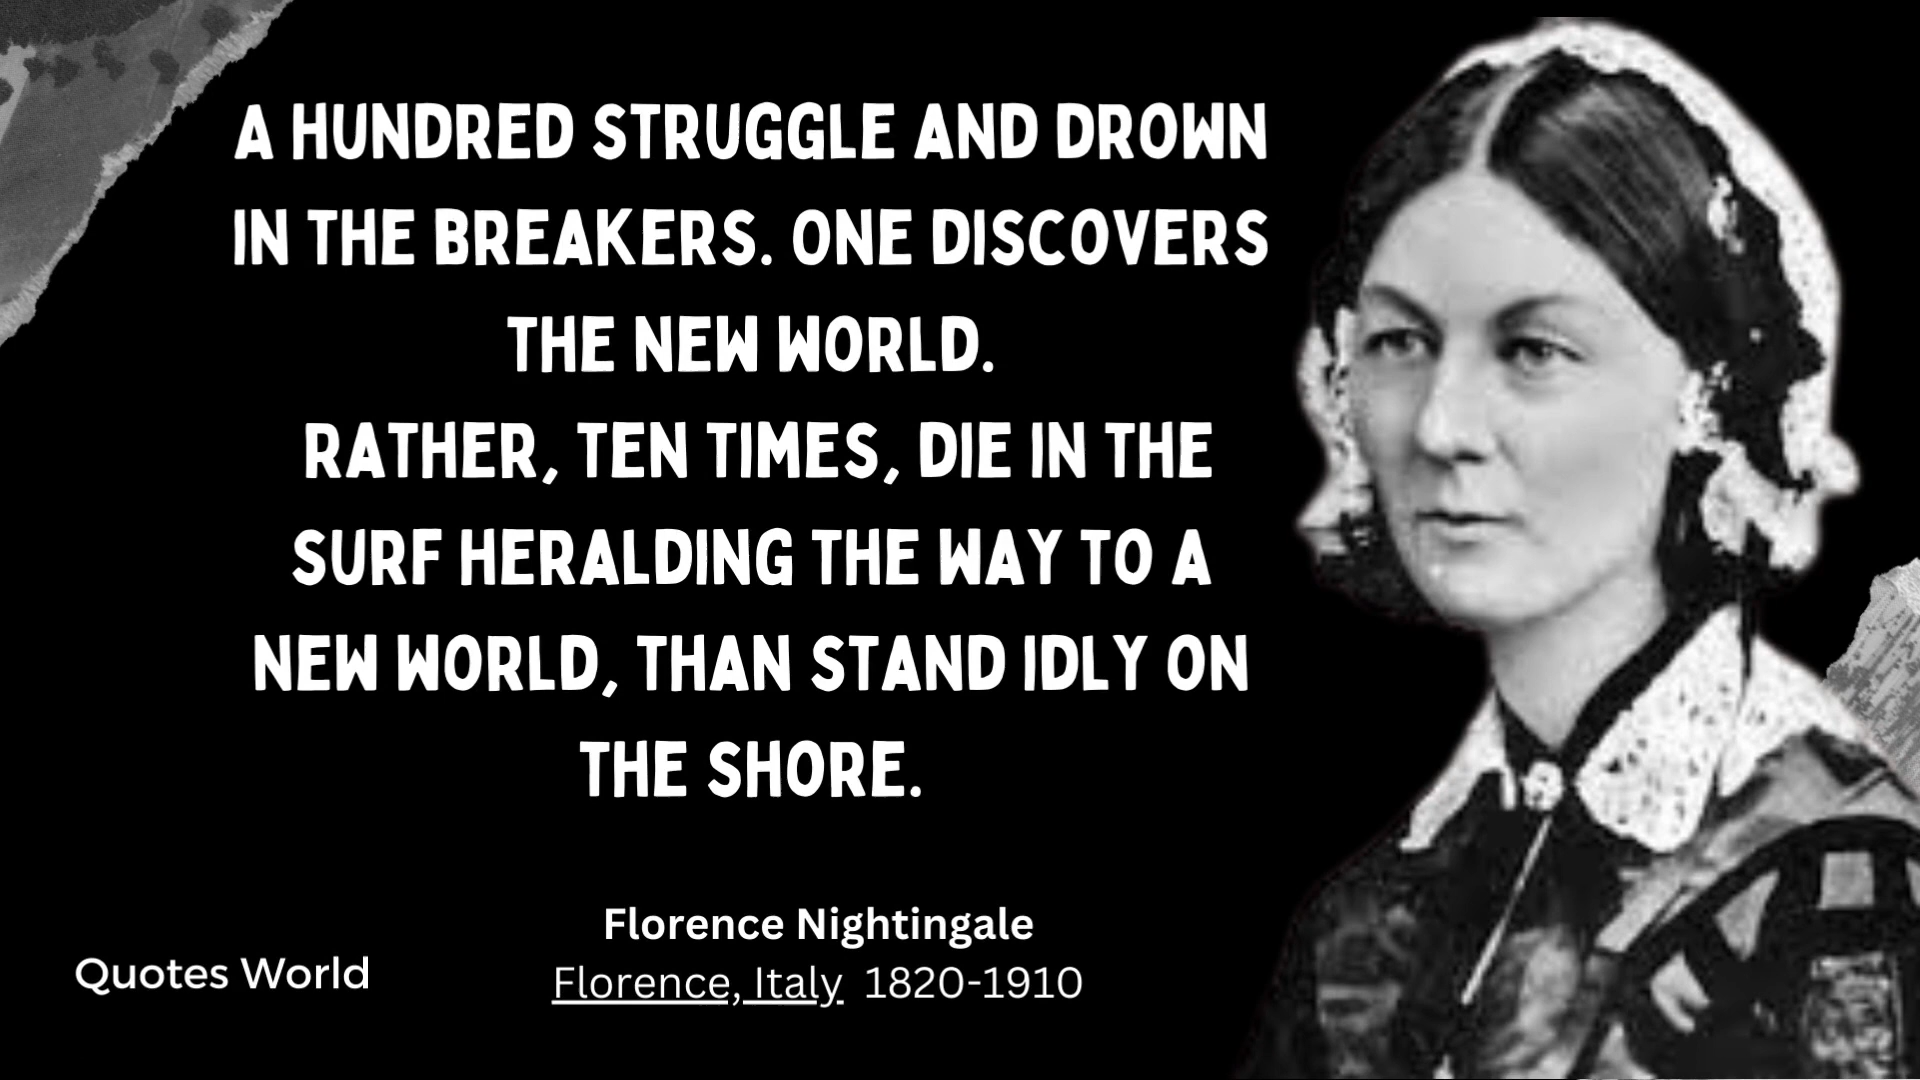 A HUNDRED STRUGGLE AND DROWN
IN THE BREAKERS. ONE DISCOVERS
THE NEW WORLD.
RATHER, TEN TIMES, DIE IN THE
SURF HERALDING THE WAY TO A
NEW WORLD, THAN STAND IDLY ON
THE SHORE.
Florence Nightingale
Florence, Italy 1820-1910
Quotes World